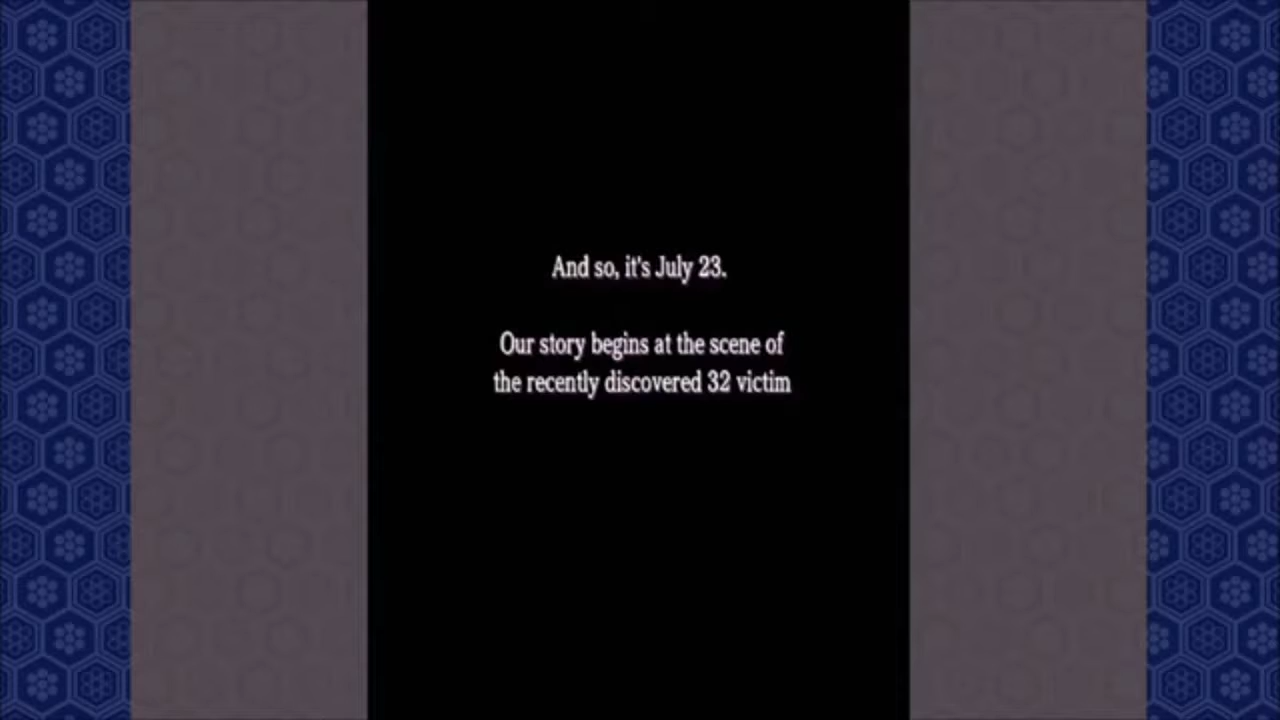 And so, it's July 23.
Our story begins at the scene of
the recently discovered 32 victim